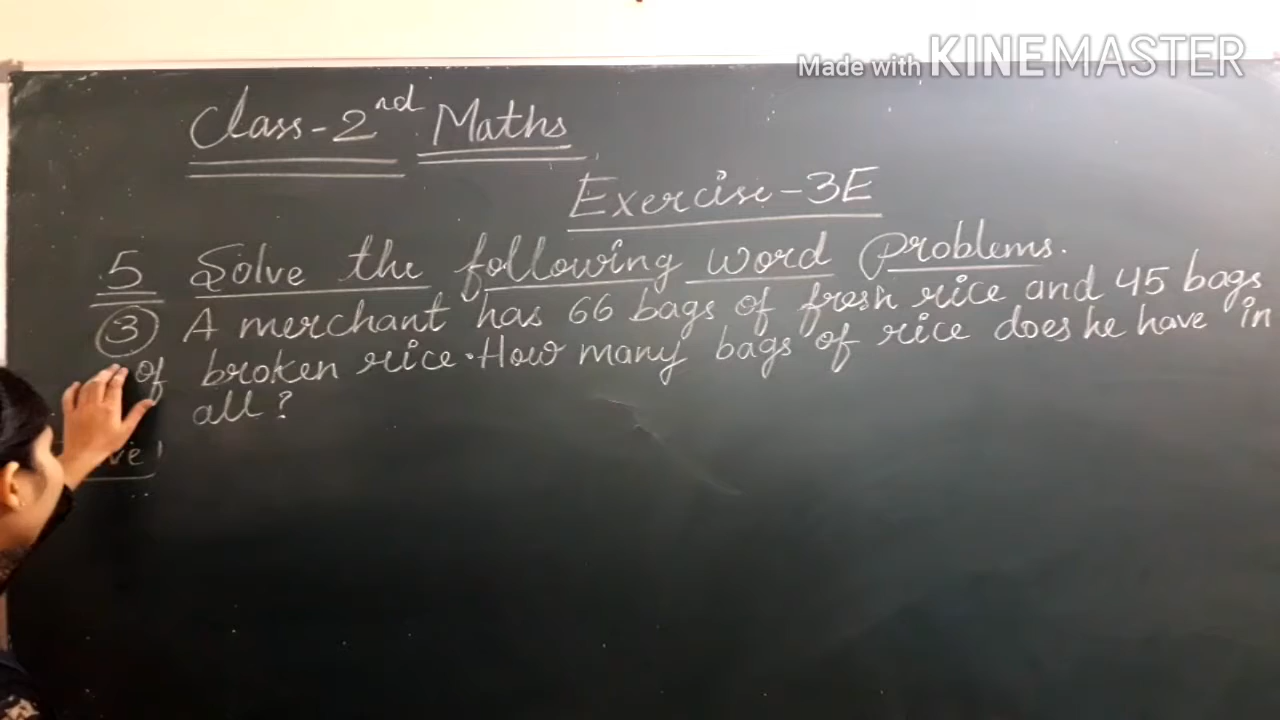 Made with KINEMASTER
Class-2nd Maths
Exercise-3E
5 Solve the following word problems.
3 A merchant has 66 bags of fresh rice and 45 bags
of broken rice. How many bags of rice does he have in
all?